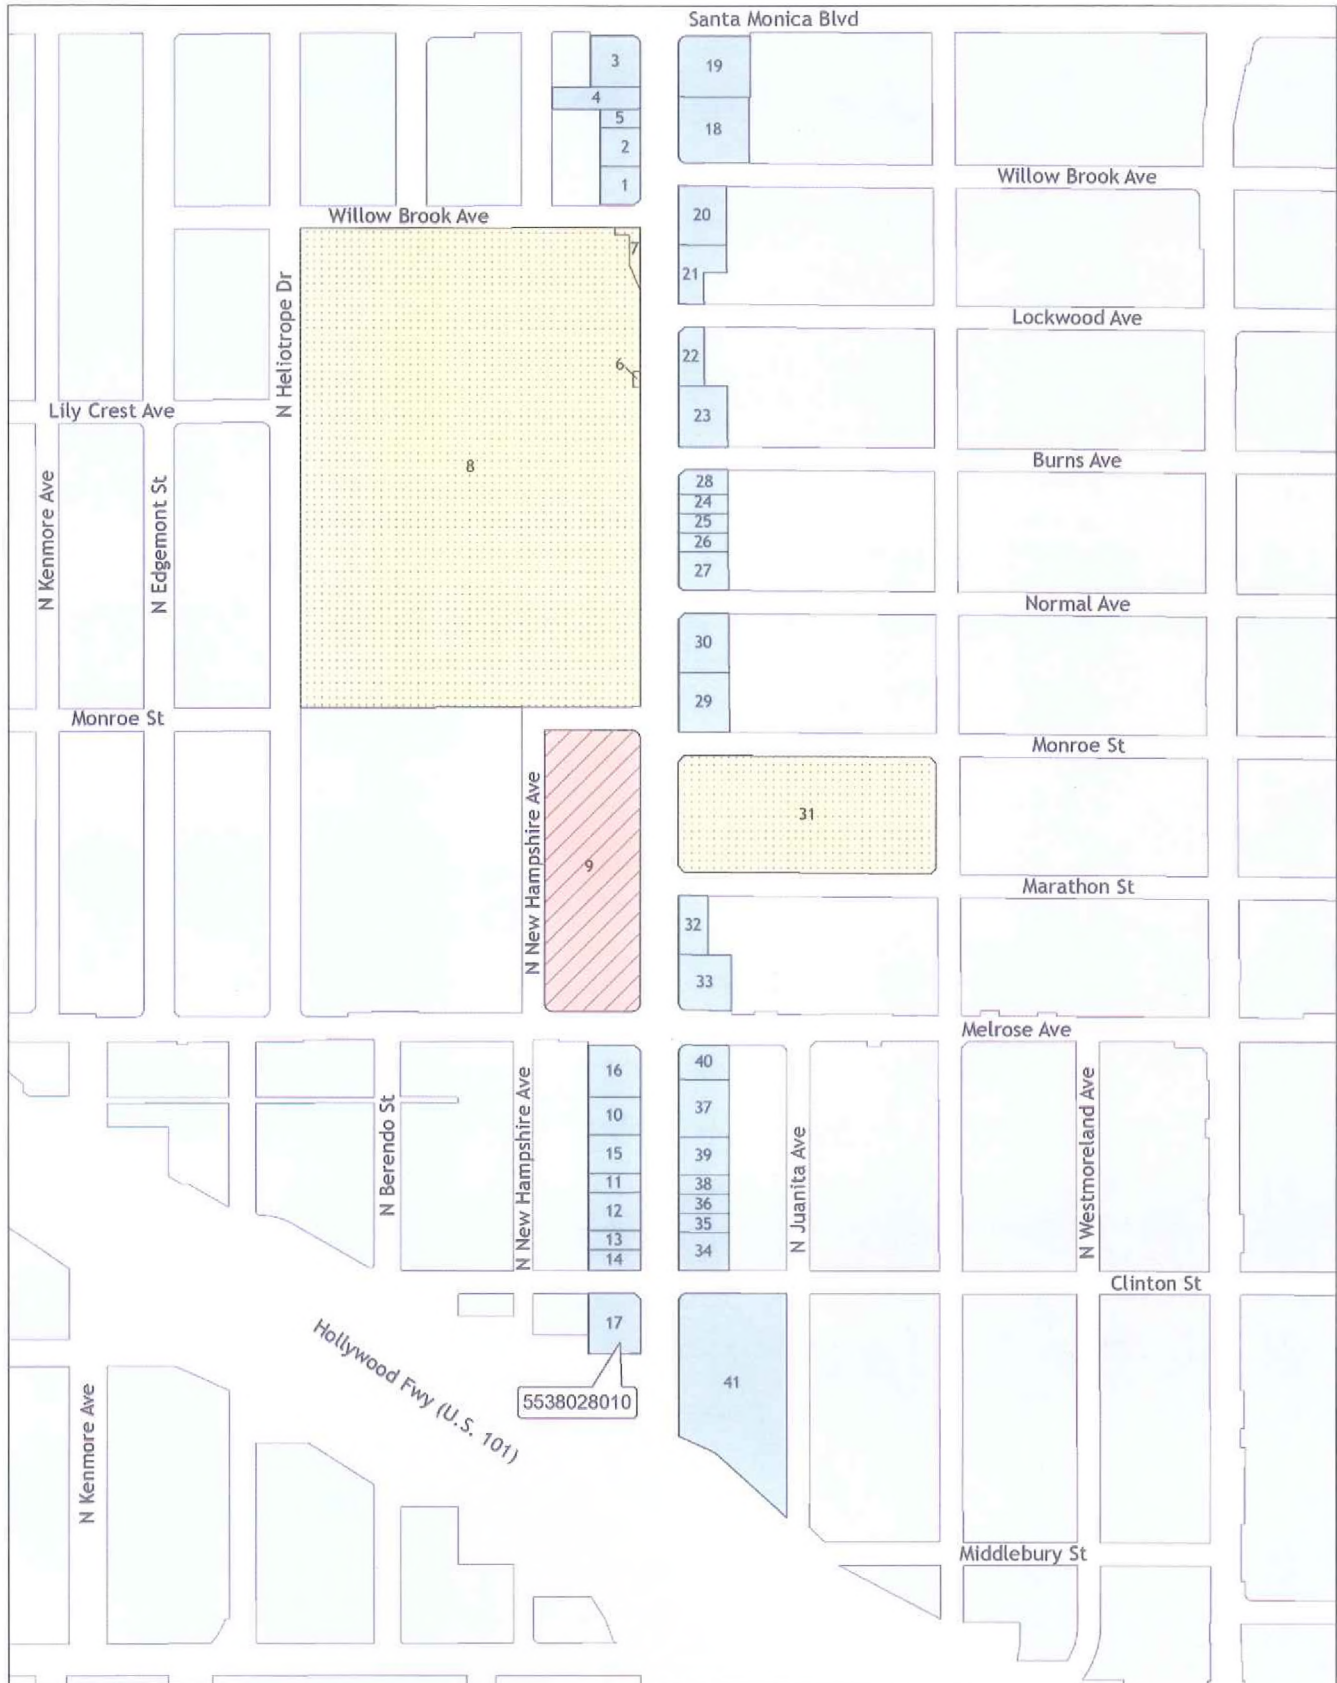 Santa Monica Blvd
3
19
4
5
18
2
1
Willow Brook Ave
Willow Brook Ave
20
7
21
N Heliotrope Dr
Lockwood Ave
22
6
23
Lily Crest Ave
8
Burns Ave
N Kenmore Ave
N Edgemont St
28
24
25
26
27
Normal Ave
30
29
Monroe St
Monroe St
31
N New Hampshire Ave
9
Marathon St
32
33
Melrose Ave
16
40
10
37
15
39
11
38
12
36
13
35
14
34
N Berendo St
N New Hampshire Ave
N Juanita Ave
N Westmoreland Ave
Clinton St
17
Hollywood Fwy (U.S. 101)
5538028010
41
N Kenmore Ave
Middlebury St